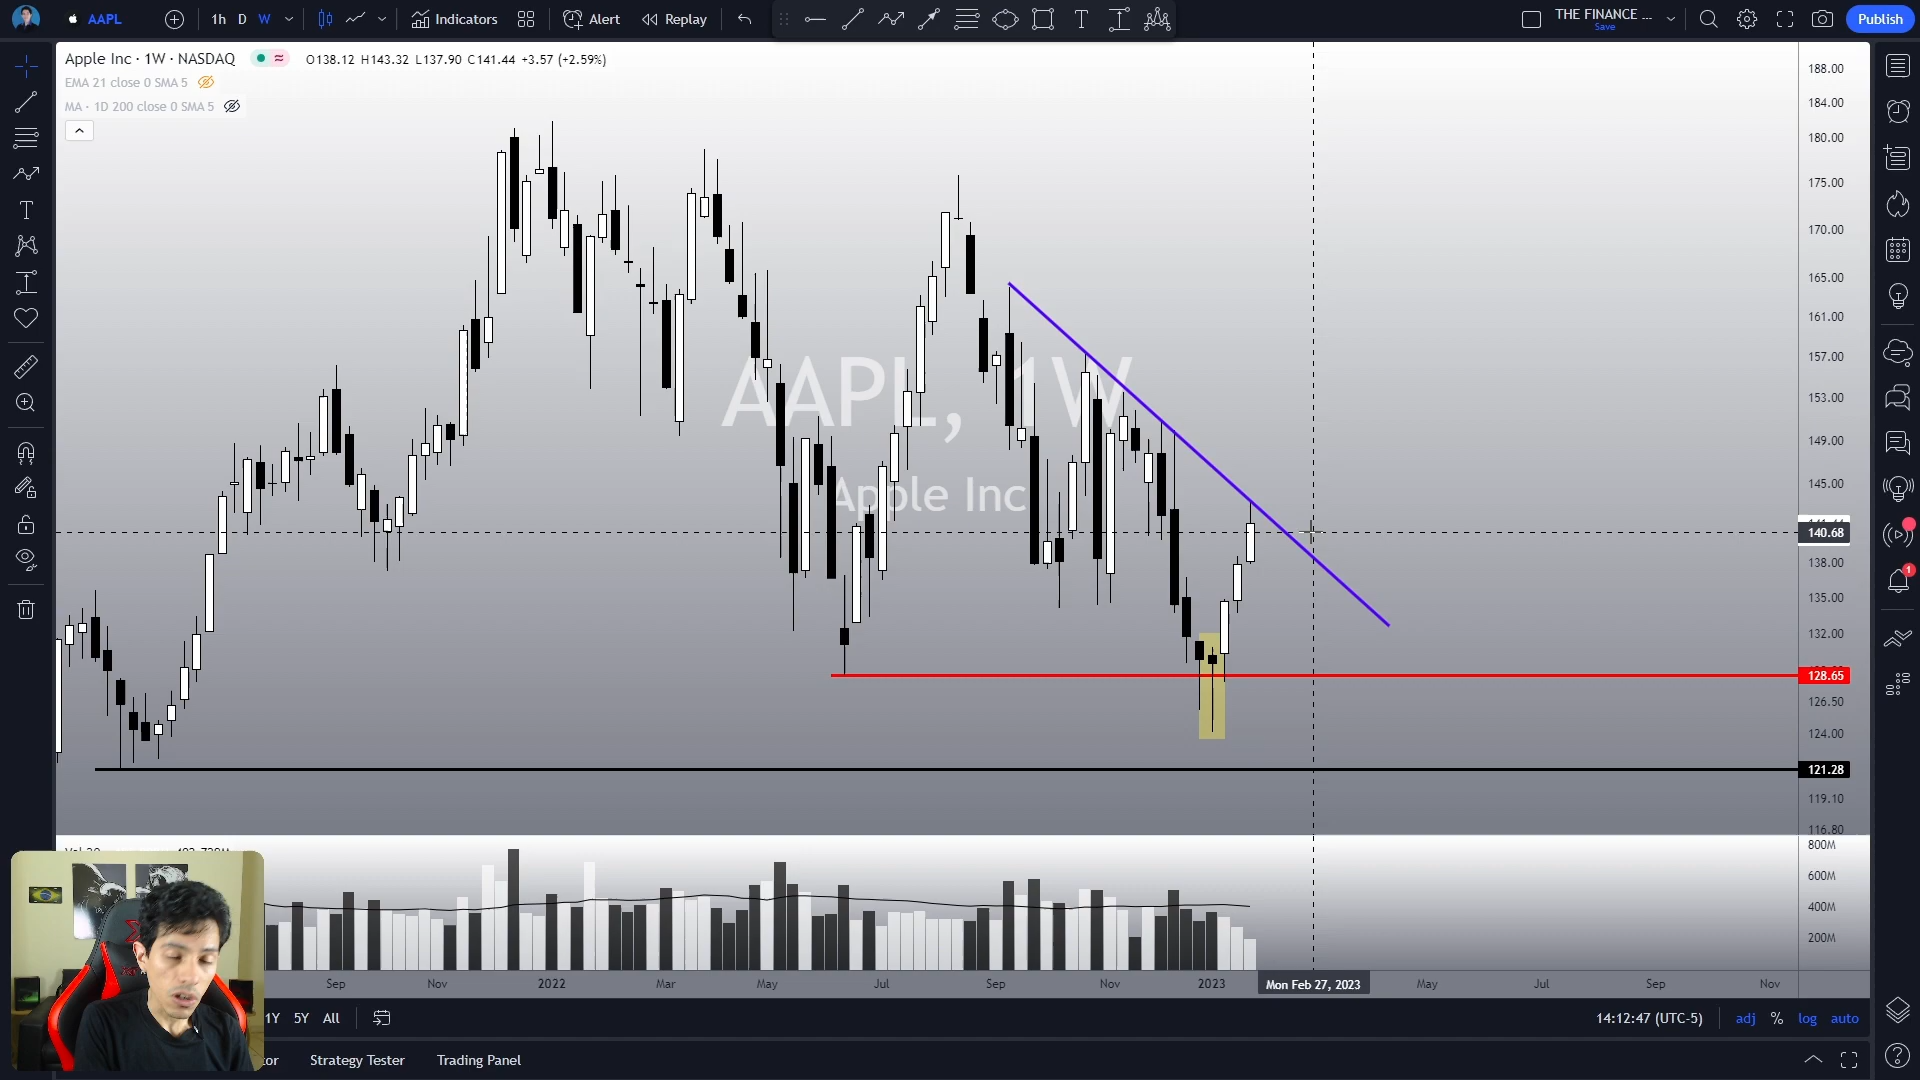 AAPL 1h D W Indicators Alert Replay THE FINANCE ... Save Publish
Apple Inc · 1W · NASDAQ O138.12 H143.32 L137.90 C141.44 +3.57 (+2.59%)
EMA 21 close 0 SMA 5
MA · 1D 200 close 0 SMA 5
188.00
184.00
180.00
175.00
170.00
165.00
161.00
157.00
AAPL, 1W
153.00
149.00
145.00
Apple Inc
140.68
138.00
135.00
132.00
128.65
126.50
124.00
121.28
119.10
116.80
800M
600M
400M
200M
Sep Nov 2022 Mar May Jul Sep Nov 2023 Mon Feb 27, 2023 May Jul Sep Nov
1Y 5Y All 14:12:47 (UTC-5) adj % log auto
Strategy Tester Trading Panel
1